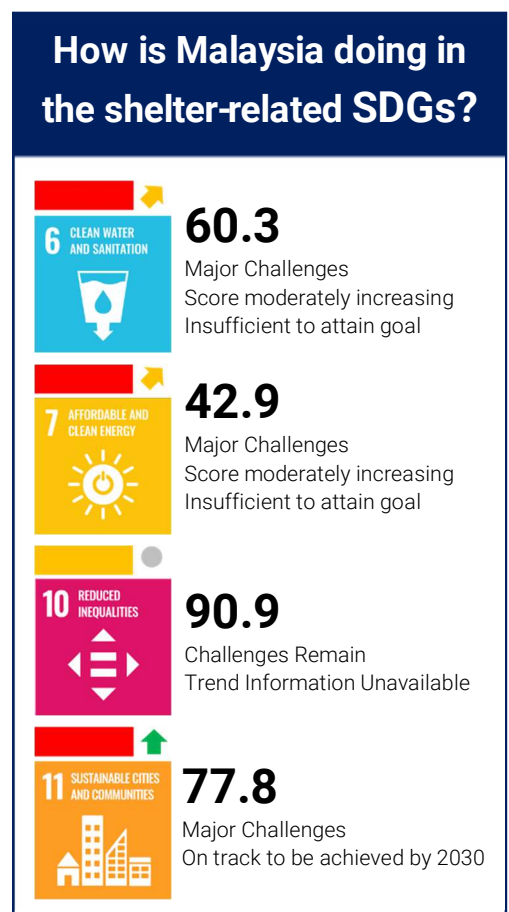 How is Malaysia doing in
the shelter-related SDGs?
6 CLEAN WATER
AND SANITATION
60.3
Major Challenges
Score moderately increasing
Insufficient to attain goal
7 AFFORDABLE AND
CLEAN ENERGY
42.9
Major Challenges
Score moderately increasing
Insufficient to attain goal
10 REDUCED
INEQUALITIES
90.9
Challenges Remain
Trend Information Unavailable
11 SUSTAINABLE CITIES
AND COMMUNITIES
77.8
Major Challenges
On track to be achieved by 2030